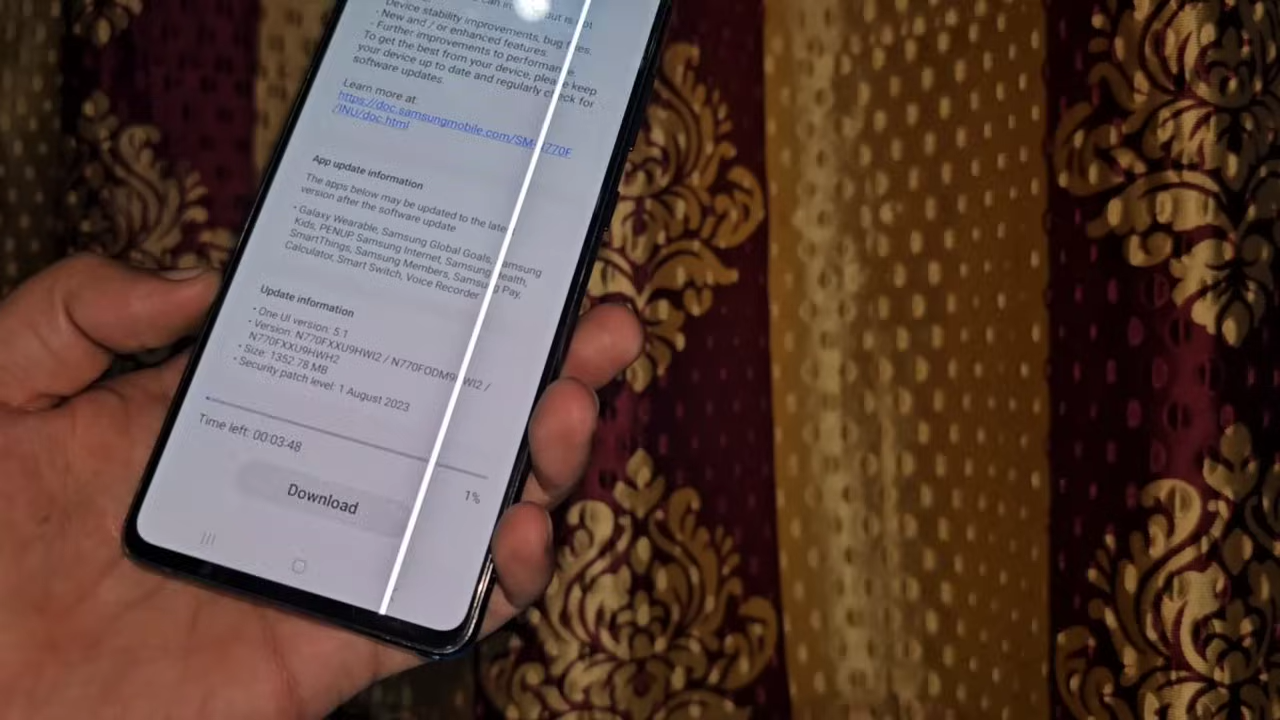 Device stability improvements, bug
- New and / or enhanced features.
- Further improvements to performance.
To get the best from your device, please keep
your device up to date and regularly check for
software updates.
Learn more at:
https://doc.samsungmobile.com/SM- 770F
/INU/doc.html
App update information
The apps below may be updated to the
version after the software update
• Galaxy Wearable, Samsung Global Goals,
Kids, PENUP, Samsung Internet, Samsung
SmartThings, Samsung Members, Samsung Pay,
Calculator, Smart Switch, Voice Recorder
Update information
• One UI version: 5.1
• Version: N770FXXU9HWI2 /
N770FXXU9HWH2
• Size: 1352.78 MB
• Security patch level: 1 August 2023
Time left: 00:03:48
1%
Download